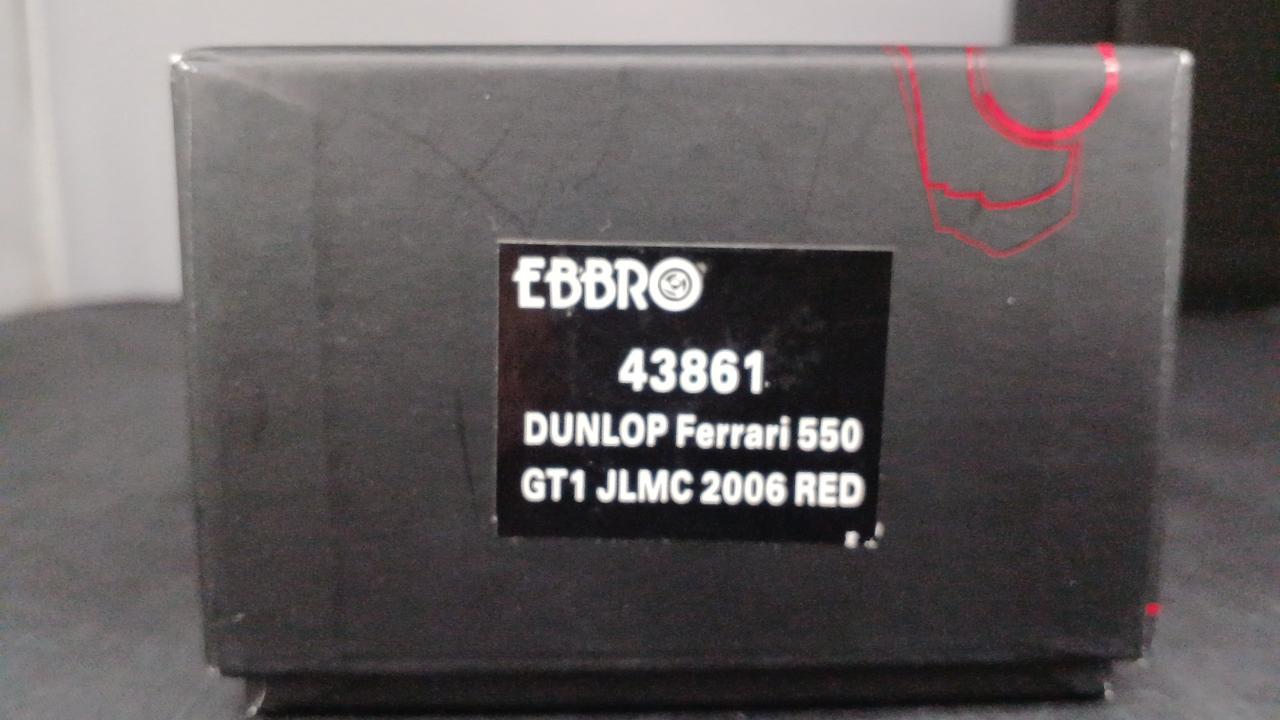 EBBRO
43861
DUNLOP Ferrari 550
GT1 JLMC 2006 RED